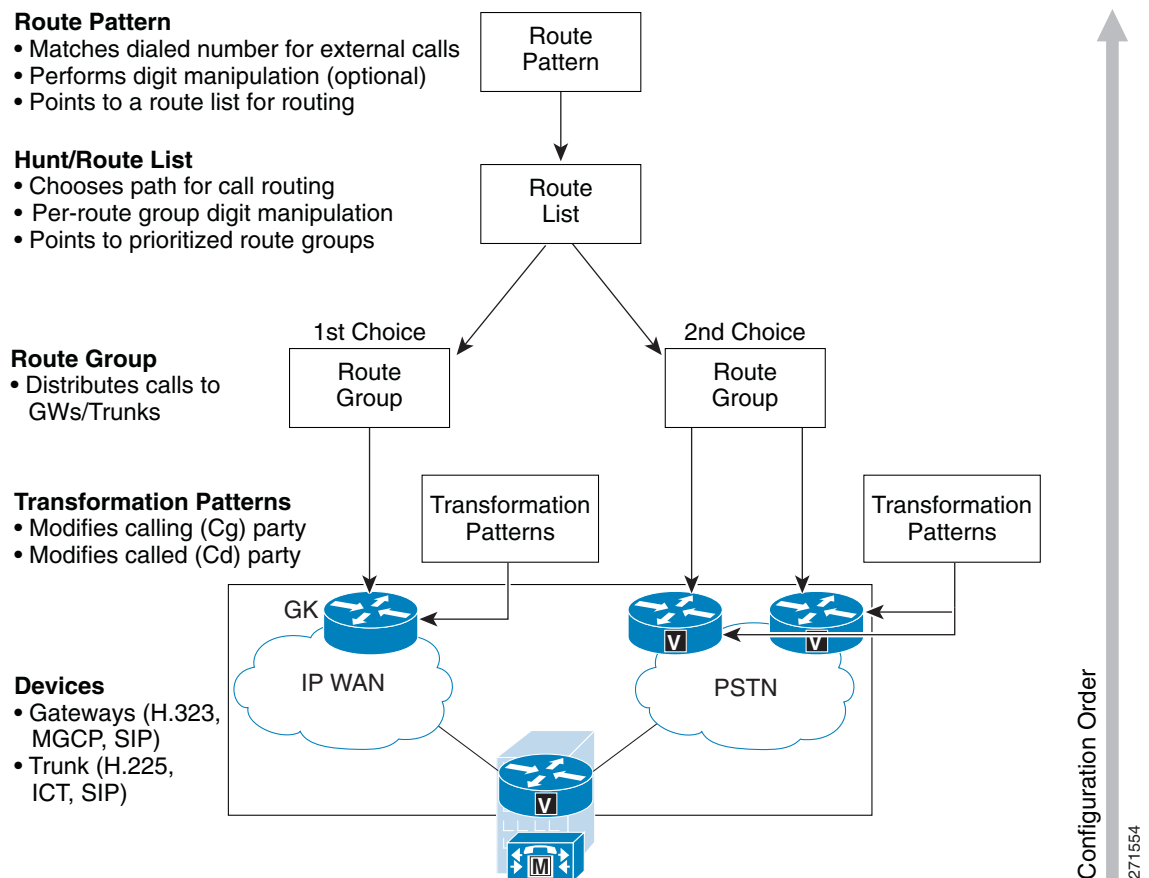 Route Pattern
• Matches dialed number for external calls
• Performs digit manipulation (optional)
• Points to a route list for routing
Route
Pattern
Hunt/Route List
• Chooses path for call routing
• Per-route group digit manipulation
• Points to prioritized route groups
Route
List
1st Choice
2nd Choice
Route Group
• Distributes calls to
GWs/Trunks
Route
Group
Route
Group
Transformation Patterns
• Modifies calling (Cg) party
• Modifies called (Cd) party
Transformation
Patterns
Transformation
Patterns
GK
V
V
IP WAN
PSTN
Devices
• Gateways (H.323,
MGCP, SIP)
• Trunk (H.225,
ICT, SIP)
V
M
Configuration Order
271554